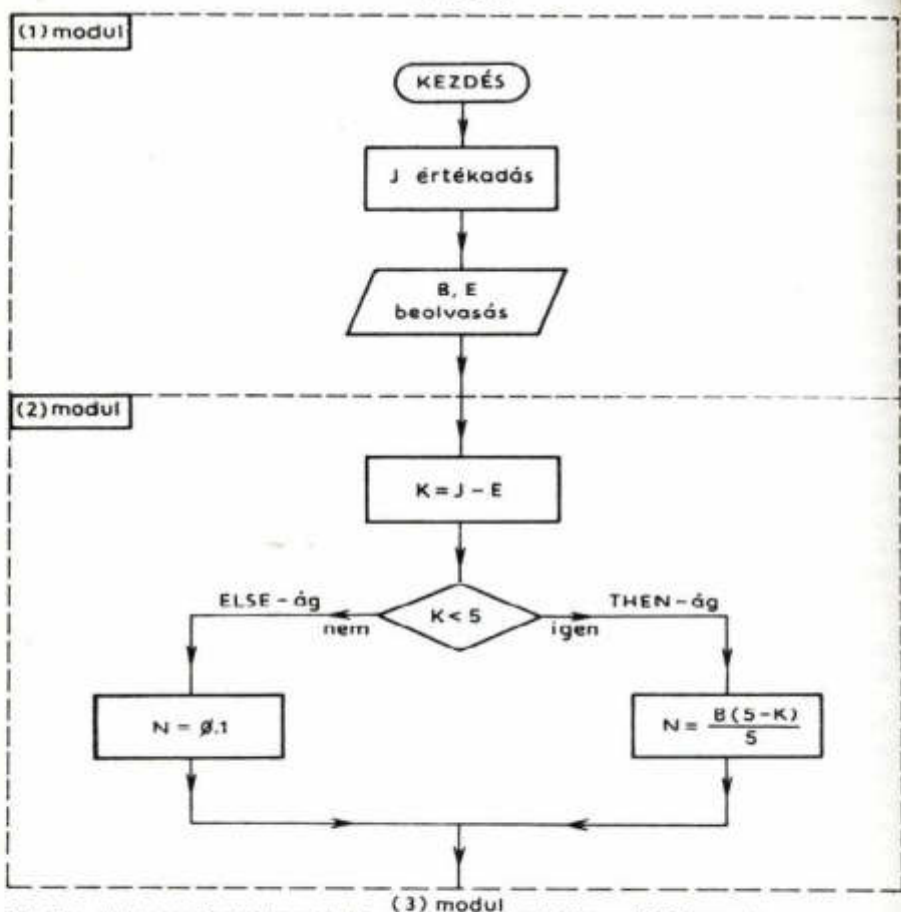 (1) modul
KEZDÉS
J értékadás
B, E
beolvasás
(2) modul
K = J – E
ELSE – ág
THEN – ág
K < 5
nem
igen
N = Ø.1
N = B(5-K)
5
(3) modul